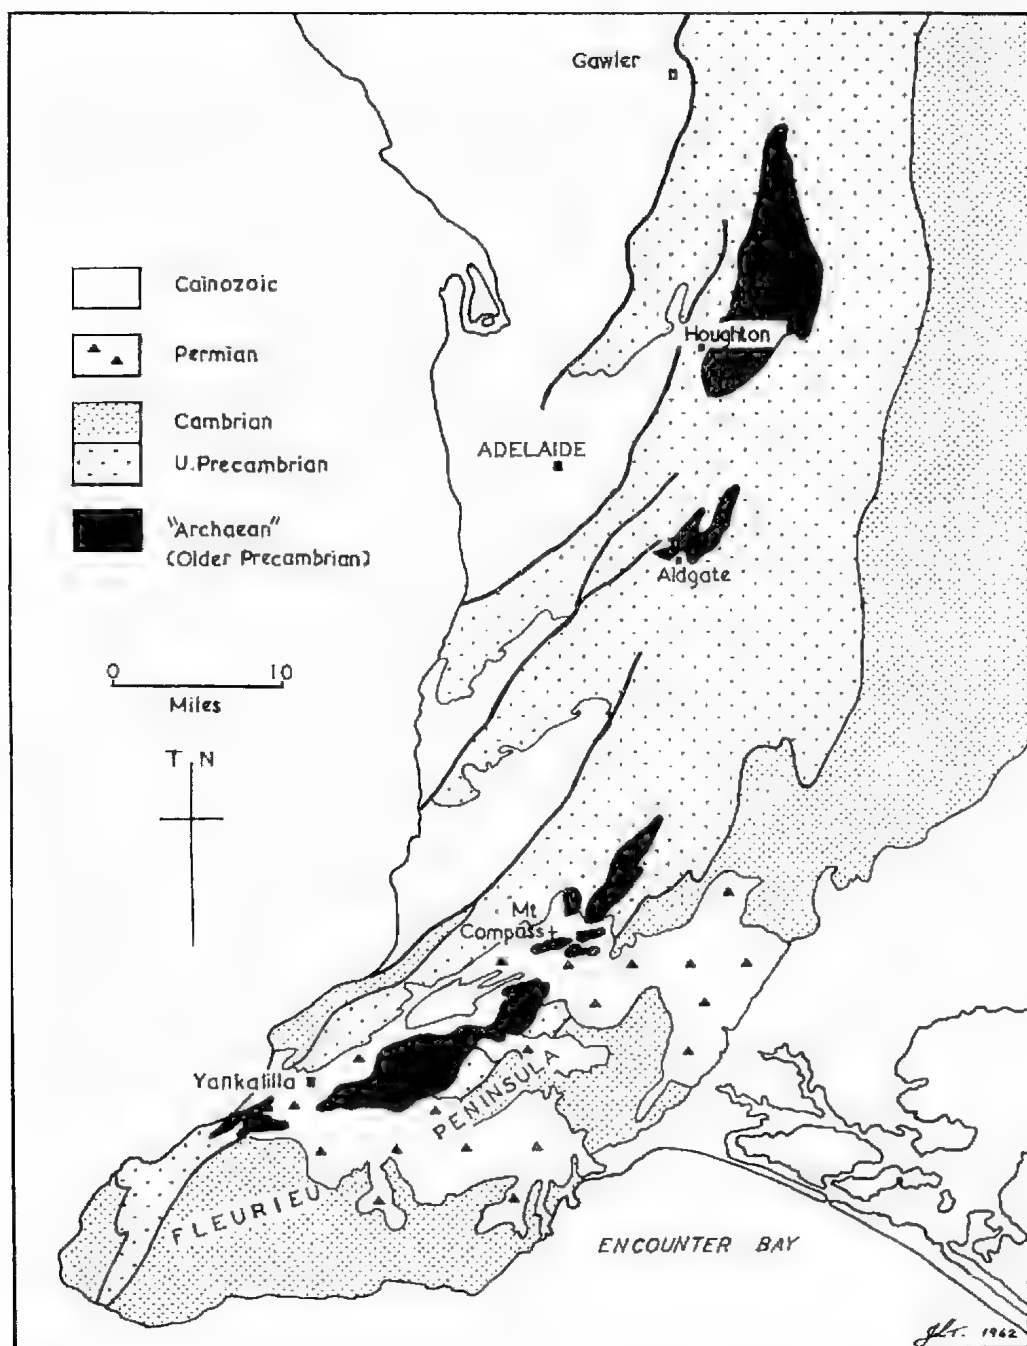 Gawler
Cainozoic
Permian
Cambrian
U. Precambrian
"Archaean"
(Older Precambrian)
Houghton
ADELAIDE
Aldgate
0 10
Miles
T N
Mt
Compass
Yankalilla
FLEURIEU PENINSULA
ENCOUNTER BAY
1962